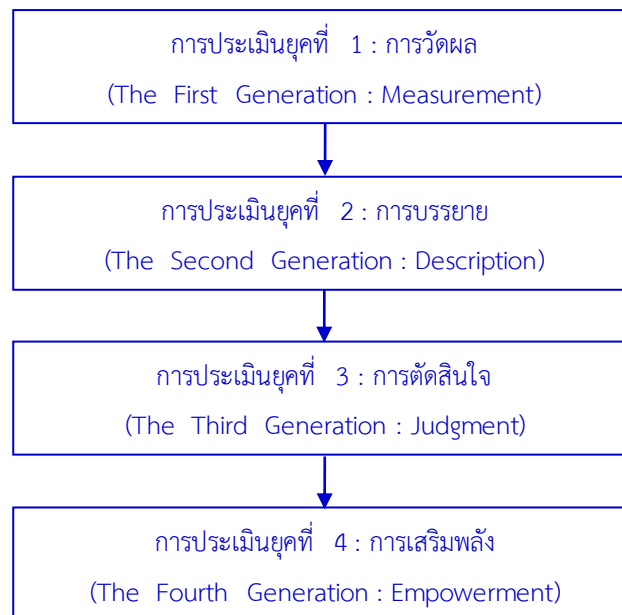 การประเมินยุคที่ 1 : การวัดผล
(The First Generation : Measurement)
การประเมินยุคที่ 2 : การบรรยาย
(The Second Generation : Description)
การประเมินยุคที่ 3 : การตัดสินใจ
(The Third Generation : Judgment)
การประเมินยุคที่ 4 : การเสริมพลัง
(The Fourth Generation : Empowerment)